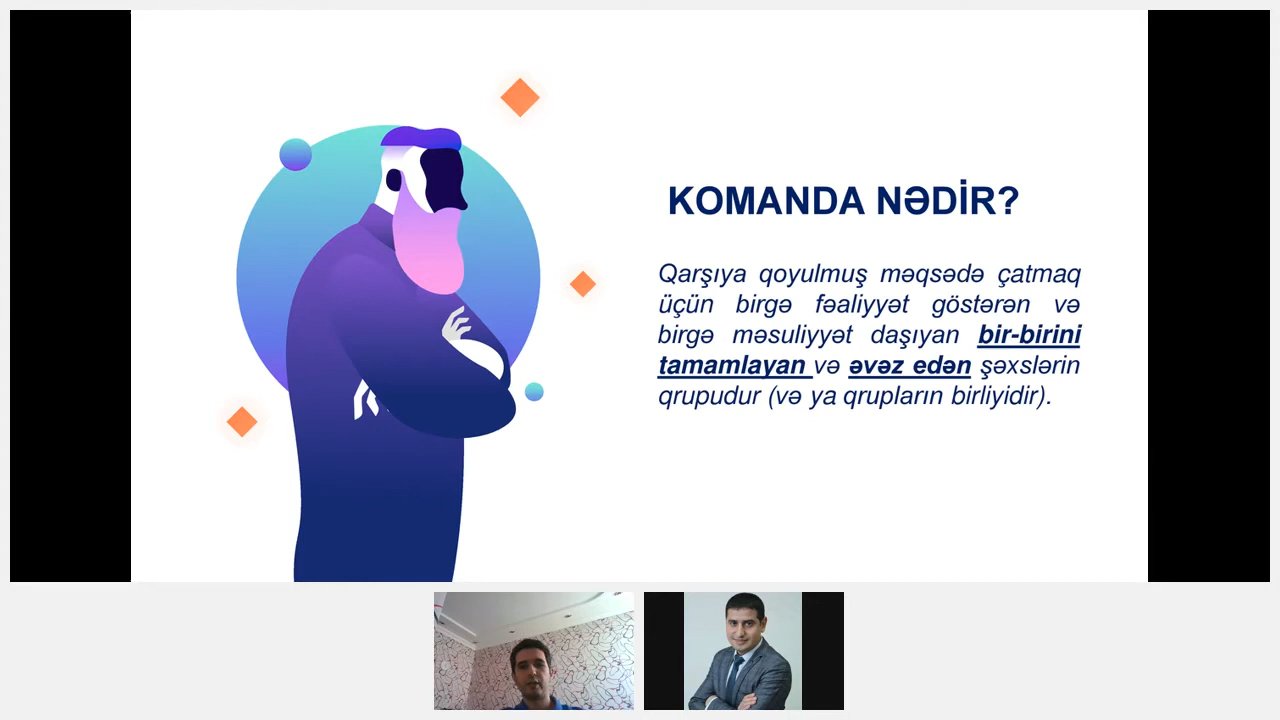 KOMANDA NƏDİR?
Qarşıya qoyulmuş məqsədə çatmaq
üçün birgə fəaliyyət göstərən və
birgə məsuliyyət daşıyan bir-birini
tamamlayan və əvəz edən şəxslərin
qrupudur (və ya qrupların birliyidir).